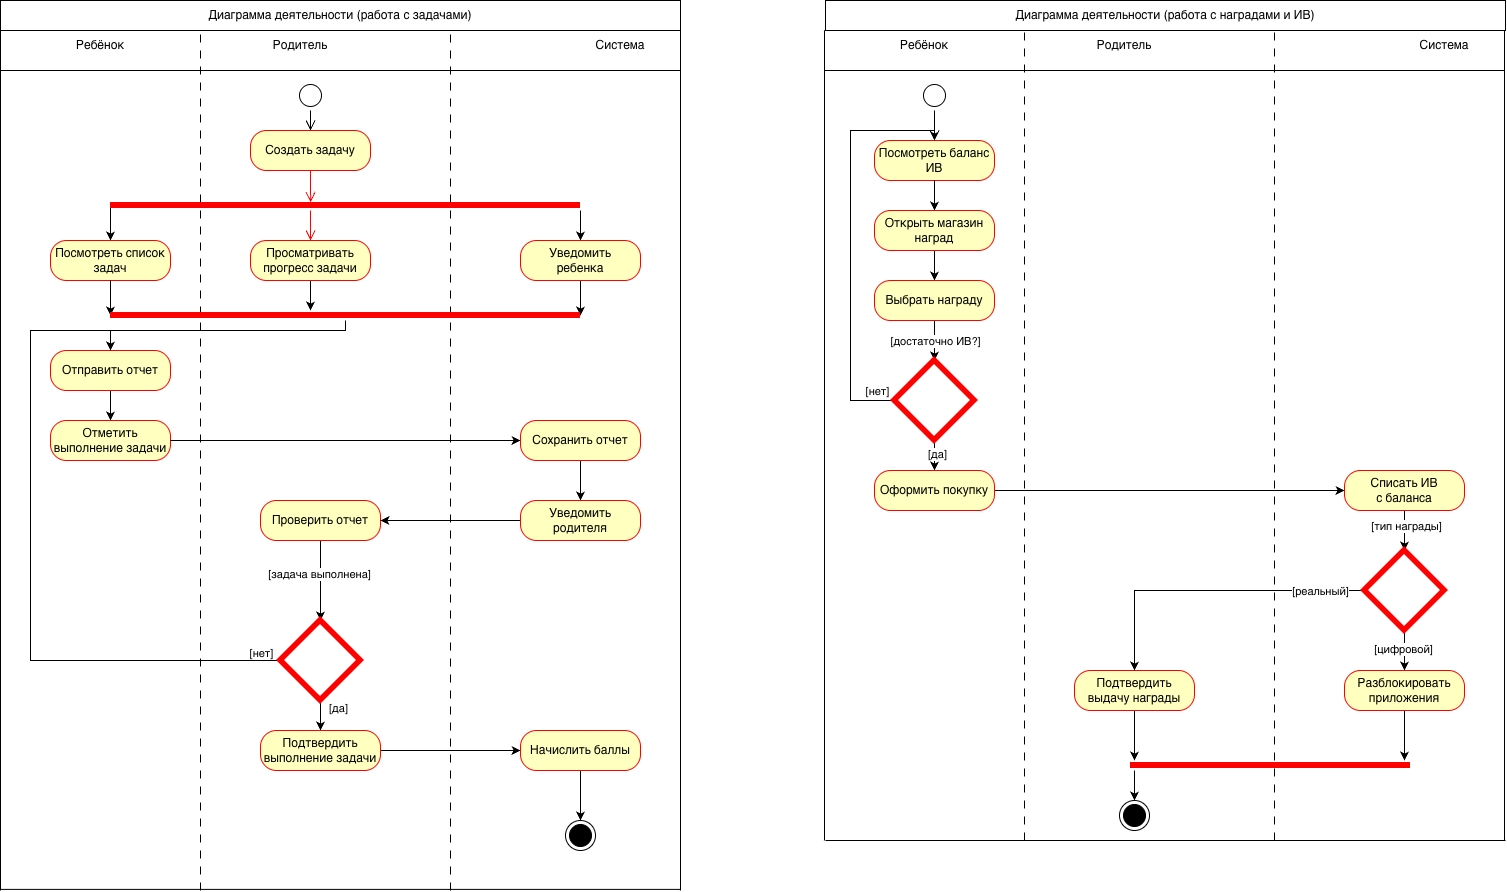 Диаграмма деятельности (работа с задачами)
Ребёнок
Родитель
Система
Создать задачу
Посмотреть список
задач
Просматривать
прогресс задачи
Уведомить
ребенка
Отправить отчет
Отметить
выполнение задачи
Сохранить отчет
Проверить отчет
Уведомить
родителя
[задача выполнена]
[нет]
[да]
Подтвердить
выполнение задачи
Начислить баллы
Диаграмма деятельности (работа с наградами и ИВ)
Ребёнок
Родитель
Система
Посмотреть баланс
ИВ
Открыть магазин
наград
Выбрать награду
[достаточно ИВ?]
[нет]
[да]
Оформить покупку
Списать ИВ
с баланса
[тип награды]
[реальный]
[цифровой]
Подтвердить
выдачу награды
Разблокировать
приложения